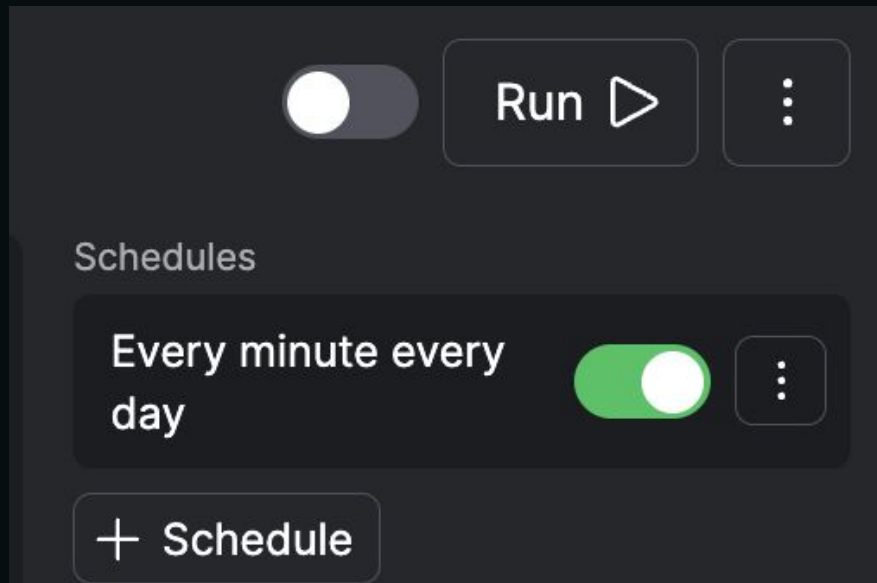 Run
Schedules
Every minute every
day
+ Schedule